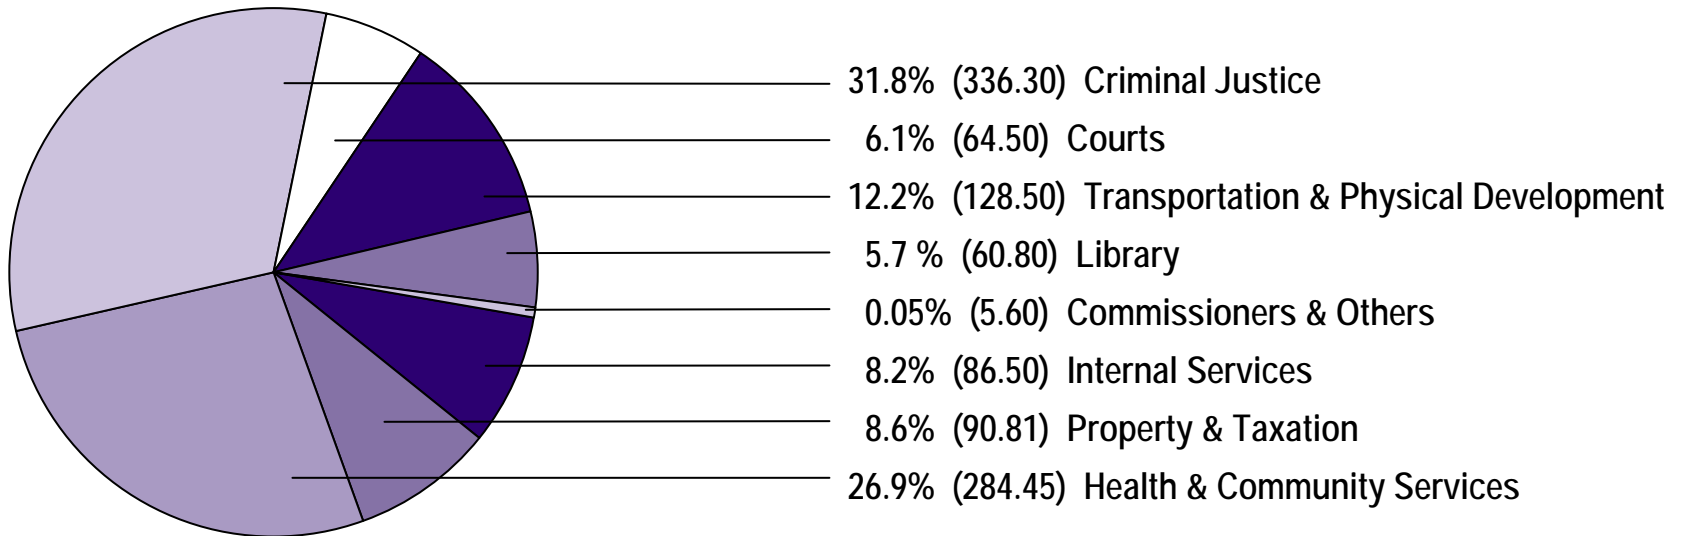 31.8% (336.30) Criminal Justice
6.1% (64.50) Courts
12.2% (128.50) Transportation & Physical Development
5.7 % (60.80) Library
0.05% (5.60) Commissioners & Others
8.2% (86.50) Internal Services
8.6% (90.81) Property & Taxation
26.9% (284.45) Health & Community Services